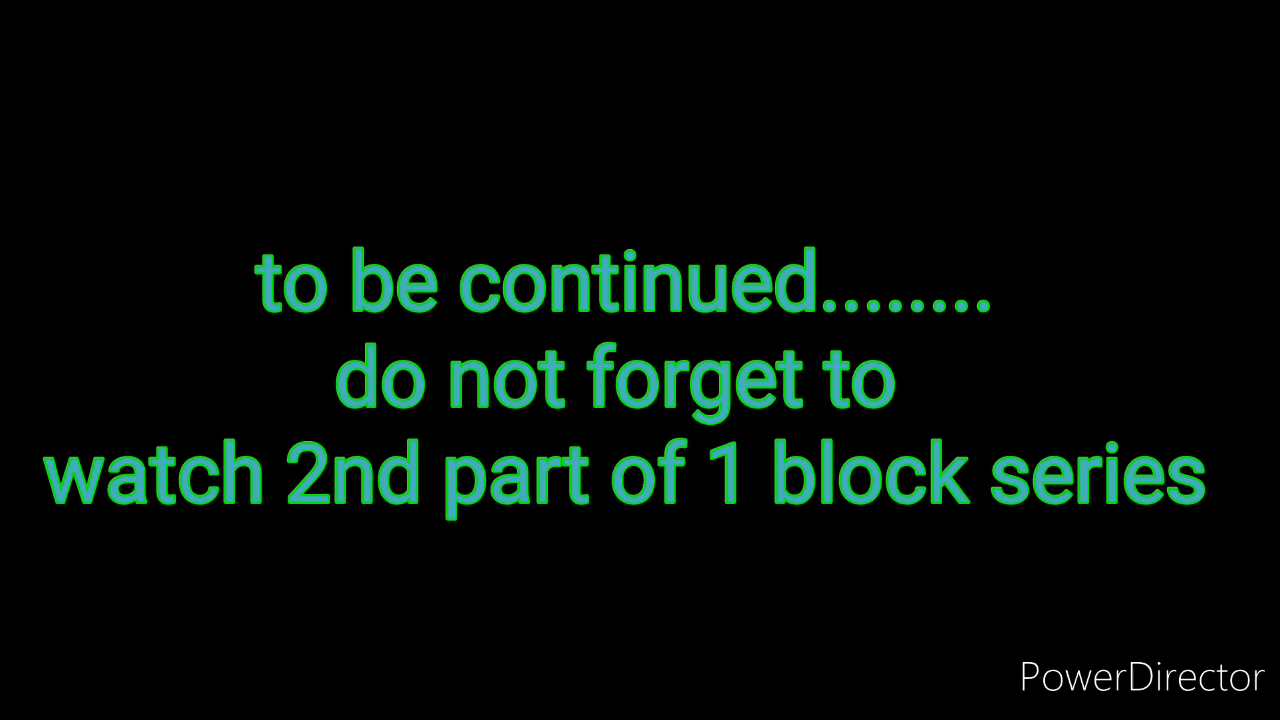 to be continued........
do not forget to
watch 2nd part of 1 block series
PowerDirector